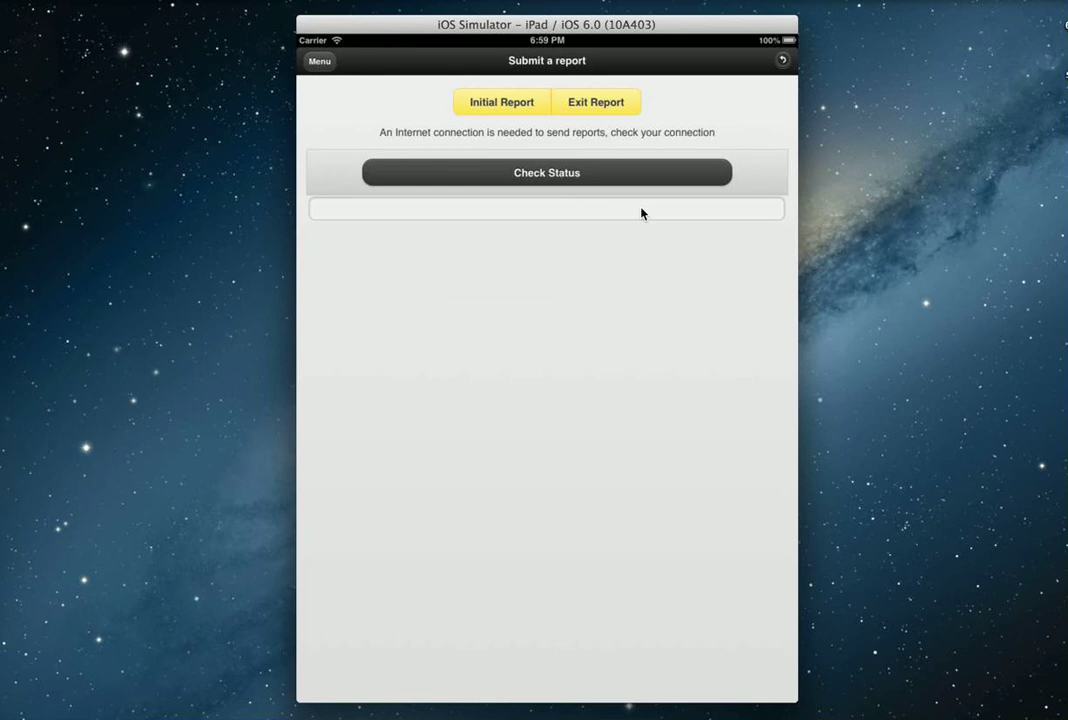 iOS Simulator – iPad / iOS 6.0 (10A403)
Carrier 6:59 PM 100%
Menu Submit a report
Initial Report Exit Report
An Internet connection is needed to send reports, check your connection
Check Status